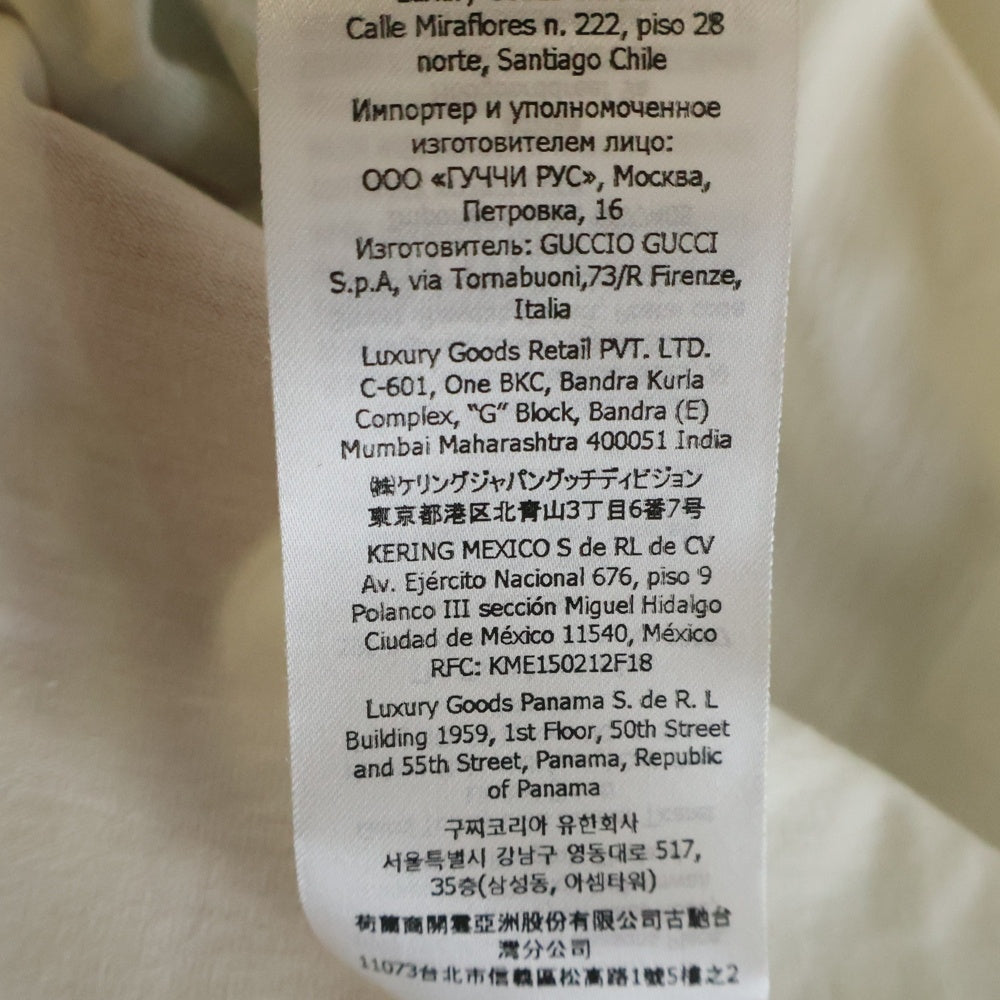 Calle Miraflores n. 222, piso 28
norte, Santiago Chile
Импортер и уполномоченное
изготовителем лицо:
ООО «ГУЧЧИ РУС», Москва,
Петровка, 16
Изготовитель: GUCCIO GUCCI
S.p.A, via Tornabuoni,73/R Firenze,
Italia
Luxury Goods Retail PVT. LTD.
C-601, One BKC, Bandra Kurla
Complex, "G" Block, Bandra (E)
Mumbai Maharashtra 400051 India
㈱ケリングジャパングッチディビジョン
東京都港区北青山3丁目6番7号
KERING MEXICO S de RL de CV
Av. Ejército Nacional 676, piso 9
Polanco III sección Miguel Hidalgo
Ciudad de México 11540, México
RFC: KME150212F18
Luxury Goods Panama S. de R. L
Building 1959, 1st Floor, 50th Street
and 55th Street, Panama, Republic
of Panama
구찌코리아 유한회사
서울특별시 강남구 영동대로 517,
35층(삼성동, 아셈타워)
荷蘭商開雲亞洲股份有限公司古馳台
灣分公司
11073台北市信義區松高路1號5樓之2